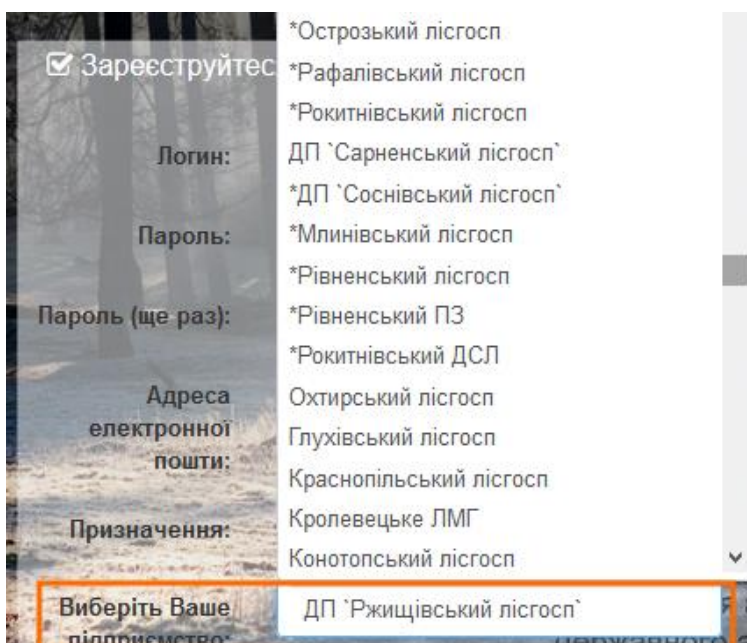 Зареєструйтес
Логин:
Пароль:
Пароль (ще раз):
Адреса
електронної
пошти:
Призначення:
Виберіть Ваше
підприємство:
*Острозький лісгосп
*Рафалівський лісгосп
*Рокитнівський лісгосп
ДП `Сарненський лісгосп`
*ДП `Соснівський лісгосп`
*Млинівський лісгосп
*Рівненський лісгосп
*Рівненський ПЗ
*Рокитнівський ДСЛ
Охтирський лісгосп
Глухівський лісгосп
Краснопільський лісгосп
Кролевецьке ЛМГ
Конотопський лісгосп
ДП `Ржищівський лісгосп`